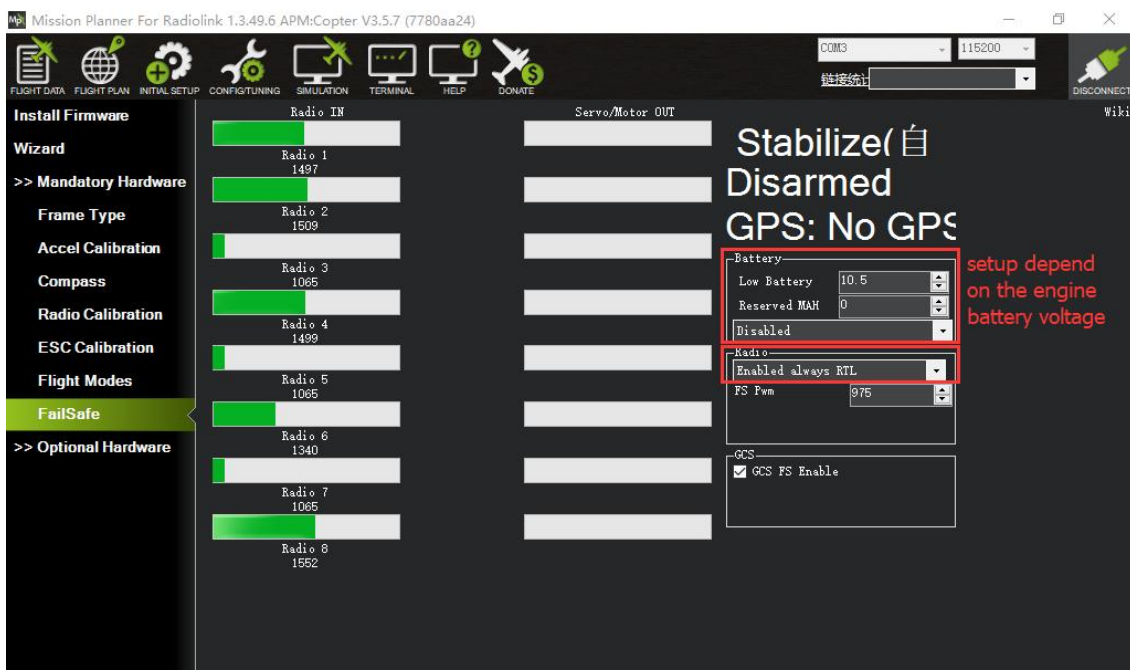 Mission Planner For Radiolink 1.3.49.6 APM:Copter V3.5.7 (7780aa24)
FLIGHT DATA FLIGHT PLAN INITIAL SETUP CONFIG/TUNING SIMULATION TERMINAL HELP DONATE
COM3 115200
链接统计
DISCONNECT
Install Firmware
Wizard
>> Mandatory Hardware
Frame Type
Accel Calibration
Compass
Radio Calibration
ESC Calibration
Flight Modes
FailSafe
>> Optional Hardware
Radio IN
Radio 1
1497
Radio 2
1509
Radio 3
1065
Radio 4
1499
Radio 5
1065
Radio 6
1340
Radio 7
1065
Radio 8
1552
Servo/Motor OUT
Wiki
Stabilize(自
Disarmed
GPS: No GPS
Battery
Low Battery 10.5
Reserved MAH 0
Disabled
setup depend
on the engine
battery voltage
Radio
Enabled always RTL
FS Pwm 975
GCS
GCS FS Enable